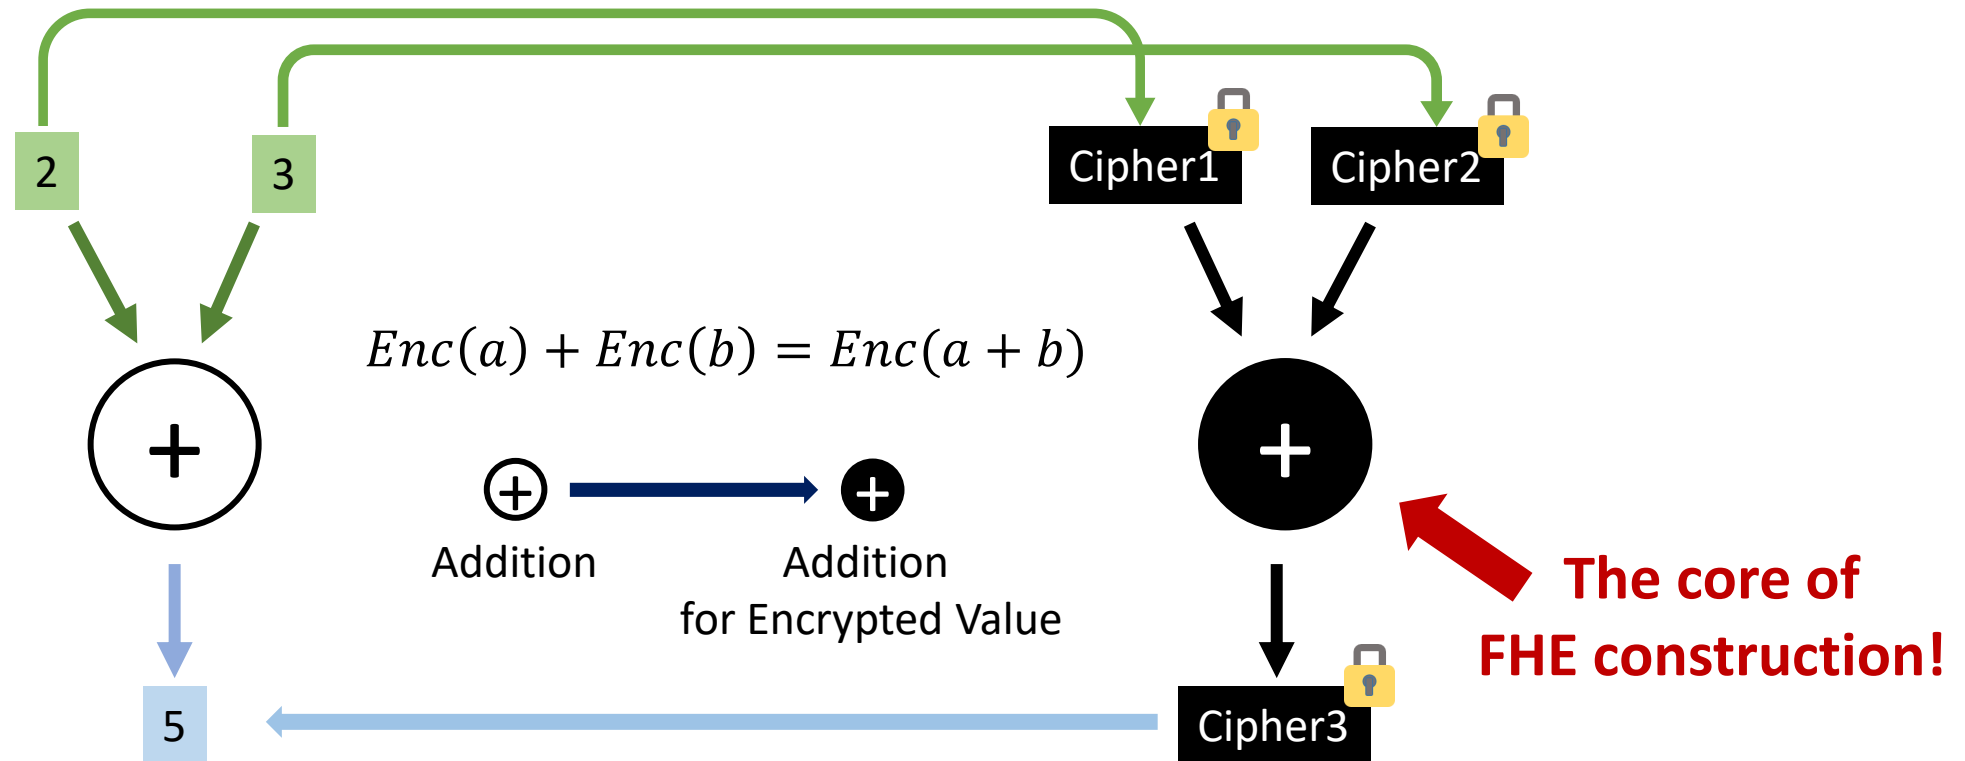 2
3
Cipher1
Cipher2
Enc(a) + Enc(b) = Enc(a + b)
+
+
+
+
Addition
Addition
for Encrypted Value
The core of
FHE construction!
5
Cipher3